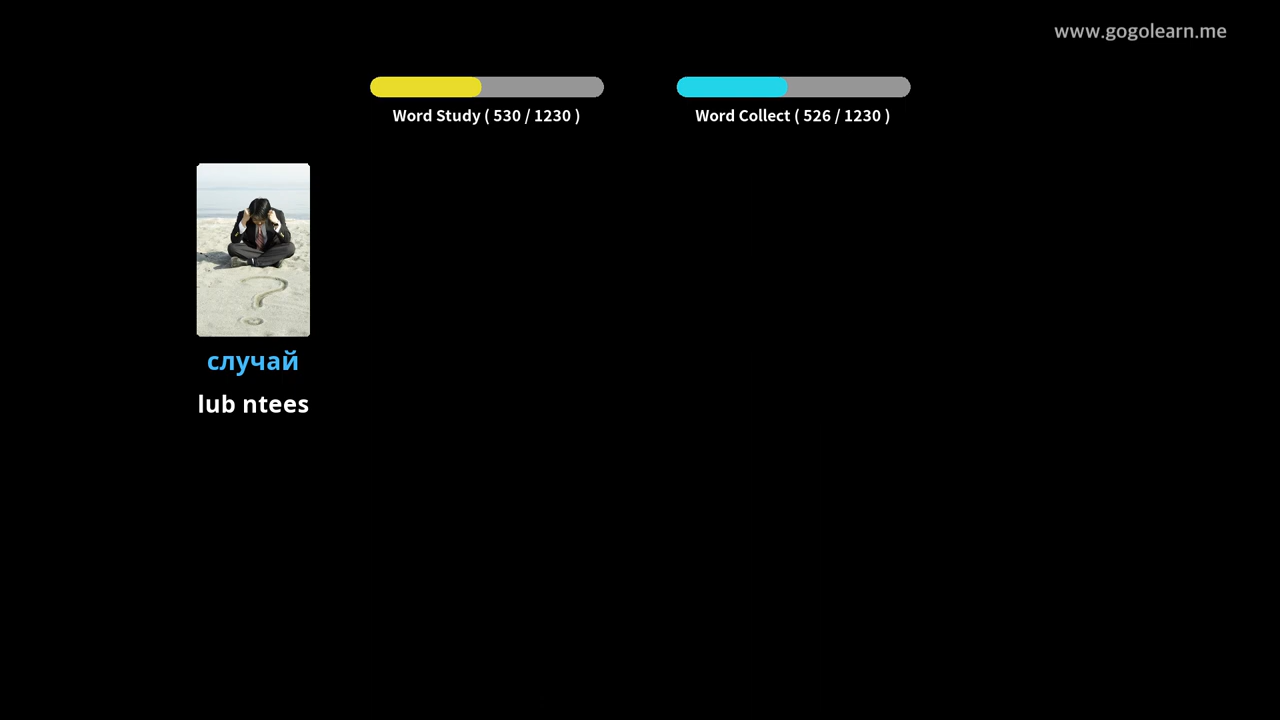 www.gogolearn.me
Word Study ( 530 / 1230 )
Word Collect ( 526 / 1230 )
случай
lub ntees